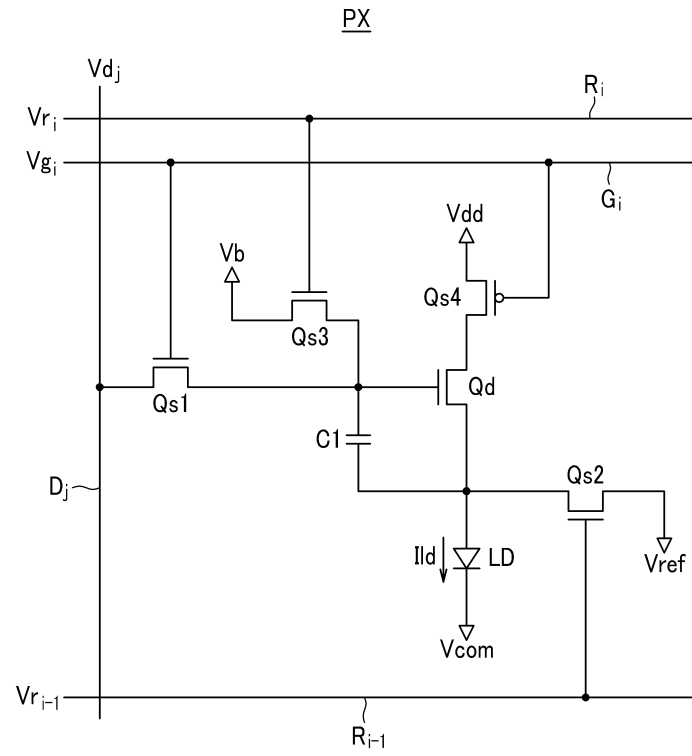 PX
Vdj
Vri
Ri
Vgi
Gi
Vdd
Vb
Qs4
Qs3
Qd
Qs1
C1
Qs2
Dj
Ild
LD
Vref
Vcom
Vri-1
Ri-1